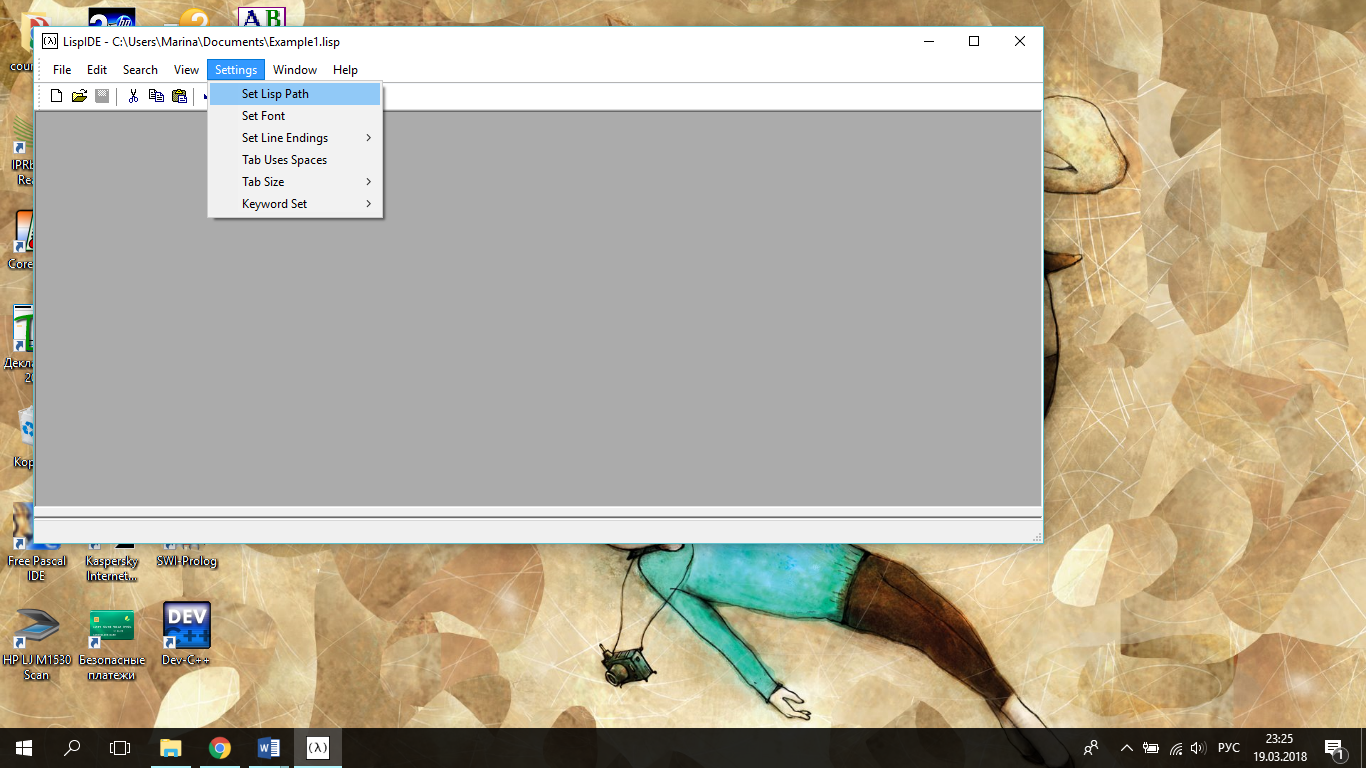 LispIDE - C:\Users\Marina\Documents\Example1.lisp
File Edit Search View Settings Window Help
Set Lisp Path
Set Font
Set Line Endings
Tab Uses Spaces
Tab Size
Keyword Set
AB
Free Pascal
IDE
Kaspersky
Internet...
SWI-Prolog
DEV
C++
HP LJ M1530
Scan
Безопасные
платежи
Dev-C++
(λ)
РУС
23:25
19.03.2018
1